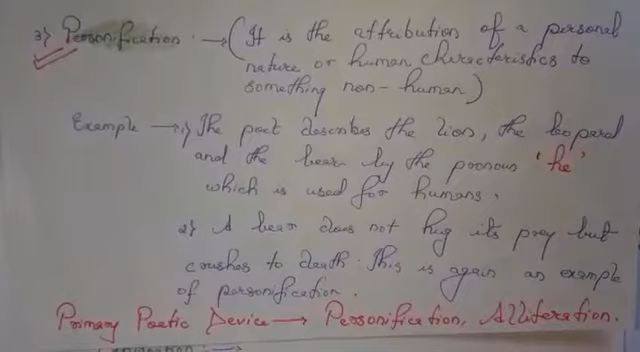 3) Personification. → (It is the attribution of a personal
nature or human characteristics to
something non-human)
Example → 1) The poet describes the lion, the leopard
and the bear by the pronous 'he'
which is used for humans.
2) A bear does not hug its prey but
crushes to death. This is again an example
of personification.
Primary Poetic Device → Personification, Alliteration.